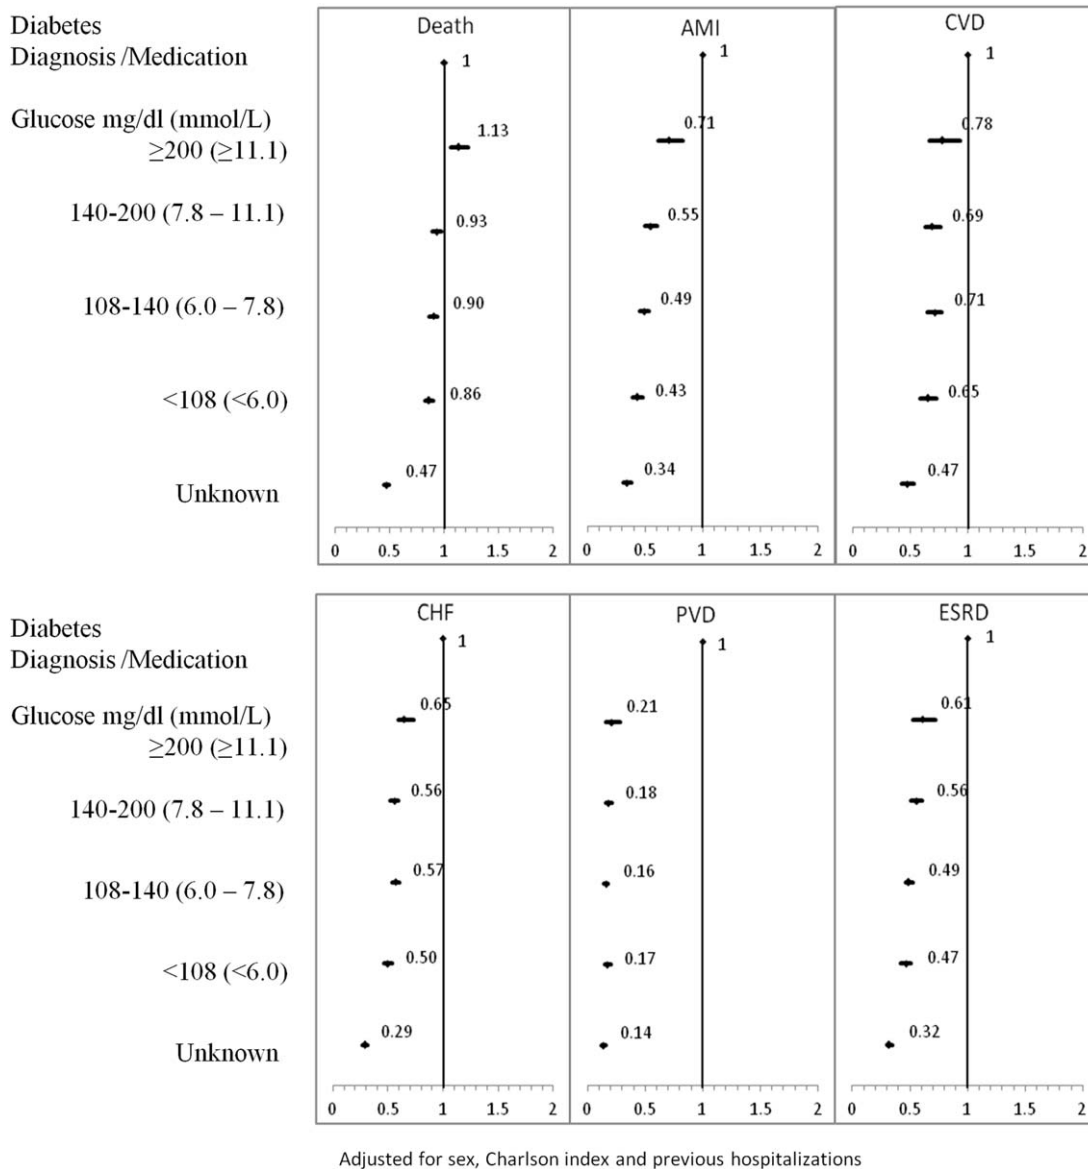 Diabetes
Diagnosis /Medication
Glucose mg/dl (mmol/L)
≥200 (≥11.1)
140-200 (7.8 – 11.1)
108-140 (6.0 – 7.8)
<108 (<6.0)
Unknown
Death
1
1.13
0.93
0.90
0.86
0.47
0 0.5 1 1.5 2
AMI
1
0.71
0.55
0.49
0.43
0.34
0 0.5 1 1.5 2
CVD
1
0.78
0.69
0.71
0.65
0.47
0 0.5 1 1.5 2
Diabetes
Diagnosis /Medication
Glucose mg/dl (mmol/L)
≥200 (≥11.1)
140-200 (7.8 – 11.1)
108-140 (6.0 – 7.8)
<108 (<6.0)
Unknown
CHF
1
0.65
0.56
0.57
0.50
0.29
0 0.5 1 1.5 2
PVD
1
0.21
0.18
0.16
0.17
0.14
0 0.5 1 1.5 2
ESRD
1
0.61
0.56
0.49
0.47
0.32
0 0.5 1 1.5 2
Adjusted for sex, Charlson index and previous hospitalizations